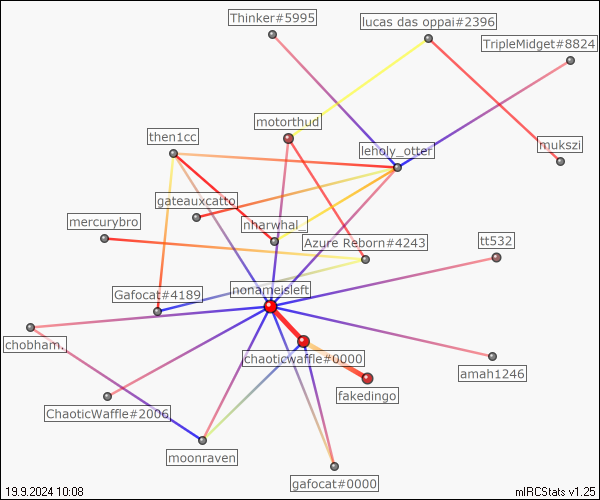 Thinker#5995
lucas das oppai#2396
TripleMidget#8824
motorthud
then1cc
leholy_otter
mukszi
gateauxcatto
mercurybro
nharwhal_
Azure Reborn#4243
tt532
Gafocat#4189
nonameisleft
chobham.
chaoticwaffle#0000
amah1246
fakedingo
ChaoticWaffle#2006
moonraven
gafocat#0000
19.9.2024 10:08
mIRCStats v1.25